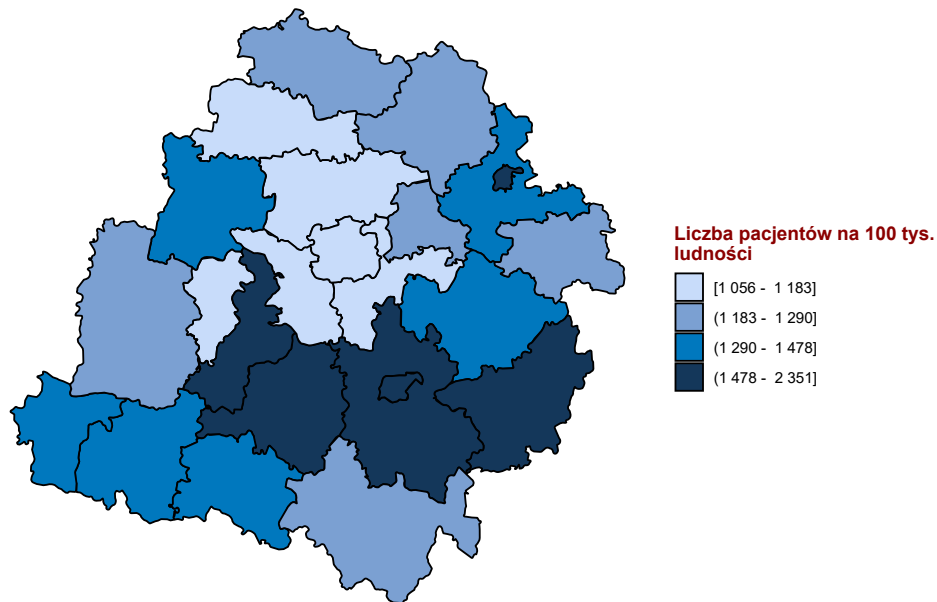 Liczba pacjentów na 100 tys.
ludności
[1 056 - 1 183]
(1 183 - 1 290]
(1 290 - 1 478]
(1 478 - 2 351]